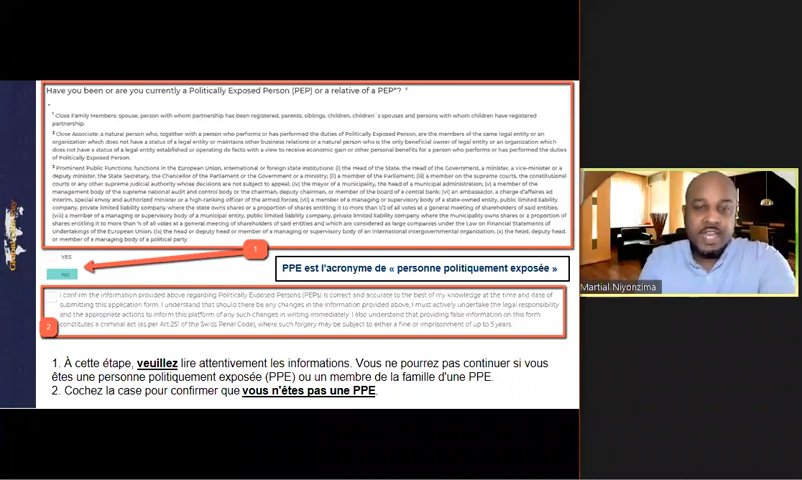 Have you been or are you currently a Politically Exposed Person (PEP) or a relative of a PEP*? *
¹ Close Family Members: spouse, person with whom partnership has been registered, parents, siblings, children, children´s spouses and persons with whom children have registered
partnership.
² Close Associate: a natural person who, together with a person who performs or has performed the duties of Politically Exposed Person, are the members of the same legal entity or an
organization which does not have a status of a legal entity or maintains other business relations or a natural person who is the only beneficial owner of legal entity or an organization which
does not have a status of a legal entity established or operating de facto with a view to receive economic gain or other personal benefits for a person who performs or has performed the duties
of Politically Exposed Person.
³ Prominent Public Functions: functions in the European Union, international or foreign state institutions: (i) the Head of the State, the Head of the Government, a minister, a vice-minister or a
deputy minister, the State Secretary, the Chancellor of the Parliament or the Government or a ministry; (ii) a member of the Parliament; (iii) a member on the supreme courts, the constitutional
courts or any other supreme judicial authority whose decisions are not subject to appeal; (iv) the mayor of a municipality, the head of municipal administration; (v) a member of the
management body of the supreme national audit and control body or the chairman, deputy chairman, or member of the board of a central bank; (vi) an ambassador, a charge d'affaires ad
interim, special envoy and authorized minister or a high-ranking officer of the armed forces; (vii) a member of a managing or supervisory body of a state-owned entity, public limited liability
company, private limited liability company where the state owns shares or a proportion of shares entitling it to more than 1/2 of all votes at a general meeting of shareholders of said entities;
(viii) a member of a managing or supervisory body of a municipal entity, public limited liability company, private limited liability company where the municipality owns shares or a proportion of
shares entitling it to more than of all votes at a general meeting of shareholders of said entities and which are considered as large companies under the Law on Financial Statements of
Undertakings of the European Union; (ix) the head or deputy head or member of managing or supervisory body of an International intergovernmental organization; (x) the head, deputy head,
or member of a managing body of a political party.
YES
NO
1
PPE est l'acronyme de « personne politiquement exposée »
I confirm the information provided above regarding Politically Exposed Persons (PEPs) is correct and accurate to the best of my knowledge at the time and date of
submitting this application form. I understand that should there be any changes in the information provided above, I must actively undertake the legal responsibility
and the appropriate actions to inform this platform of any such changes in writing immediately. I also understand that providing false information on this form
constitutes a criminal act (as per Art.251 of the Swiss Penal Code), where such forgery may be subject to either a fine or imprisonment of up to 5 years.
2
1. À cette étape, veuillez lire attentivement les informations. Vous ne pourrez pas continuer si vous
êtes une personne politiquement exposée (PPE) ou un membre de la famille d'une PPE.
2. Cochez la case pour confirmer que vous n'êtes pas une PPE.
Martial Niyonzima